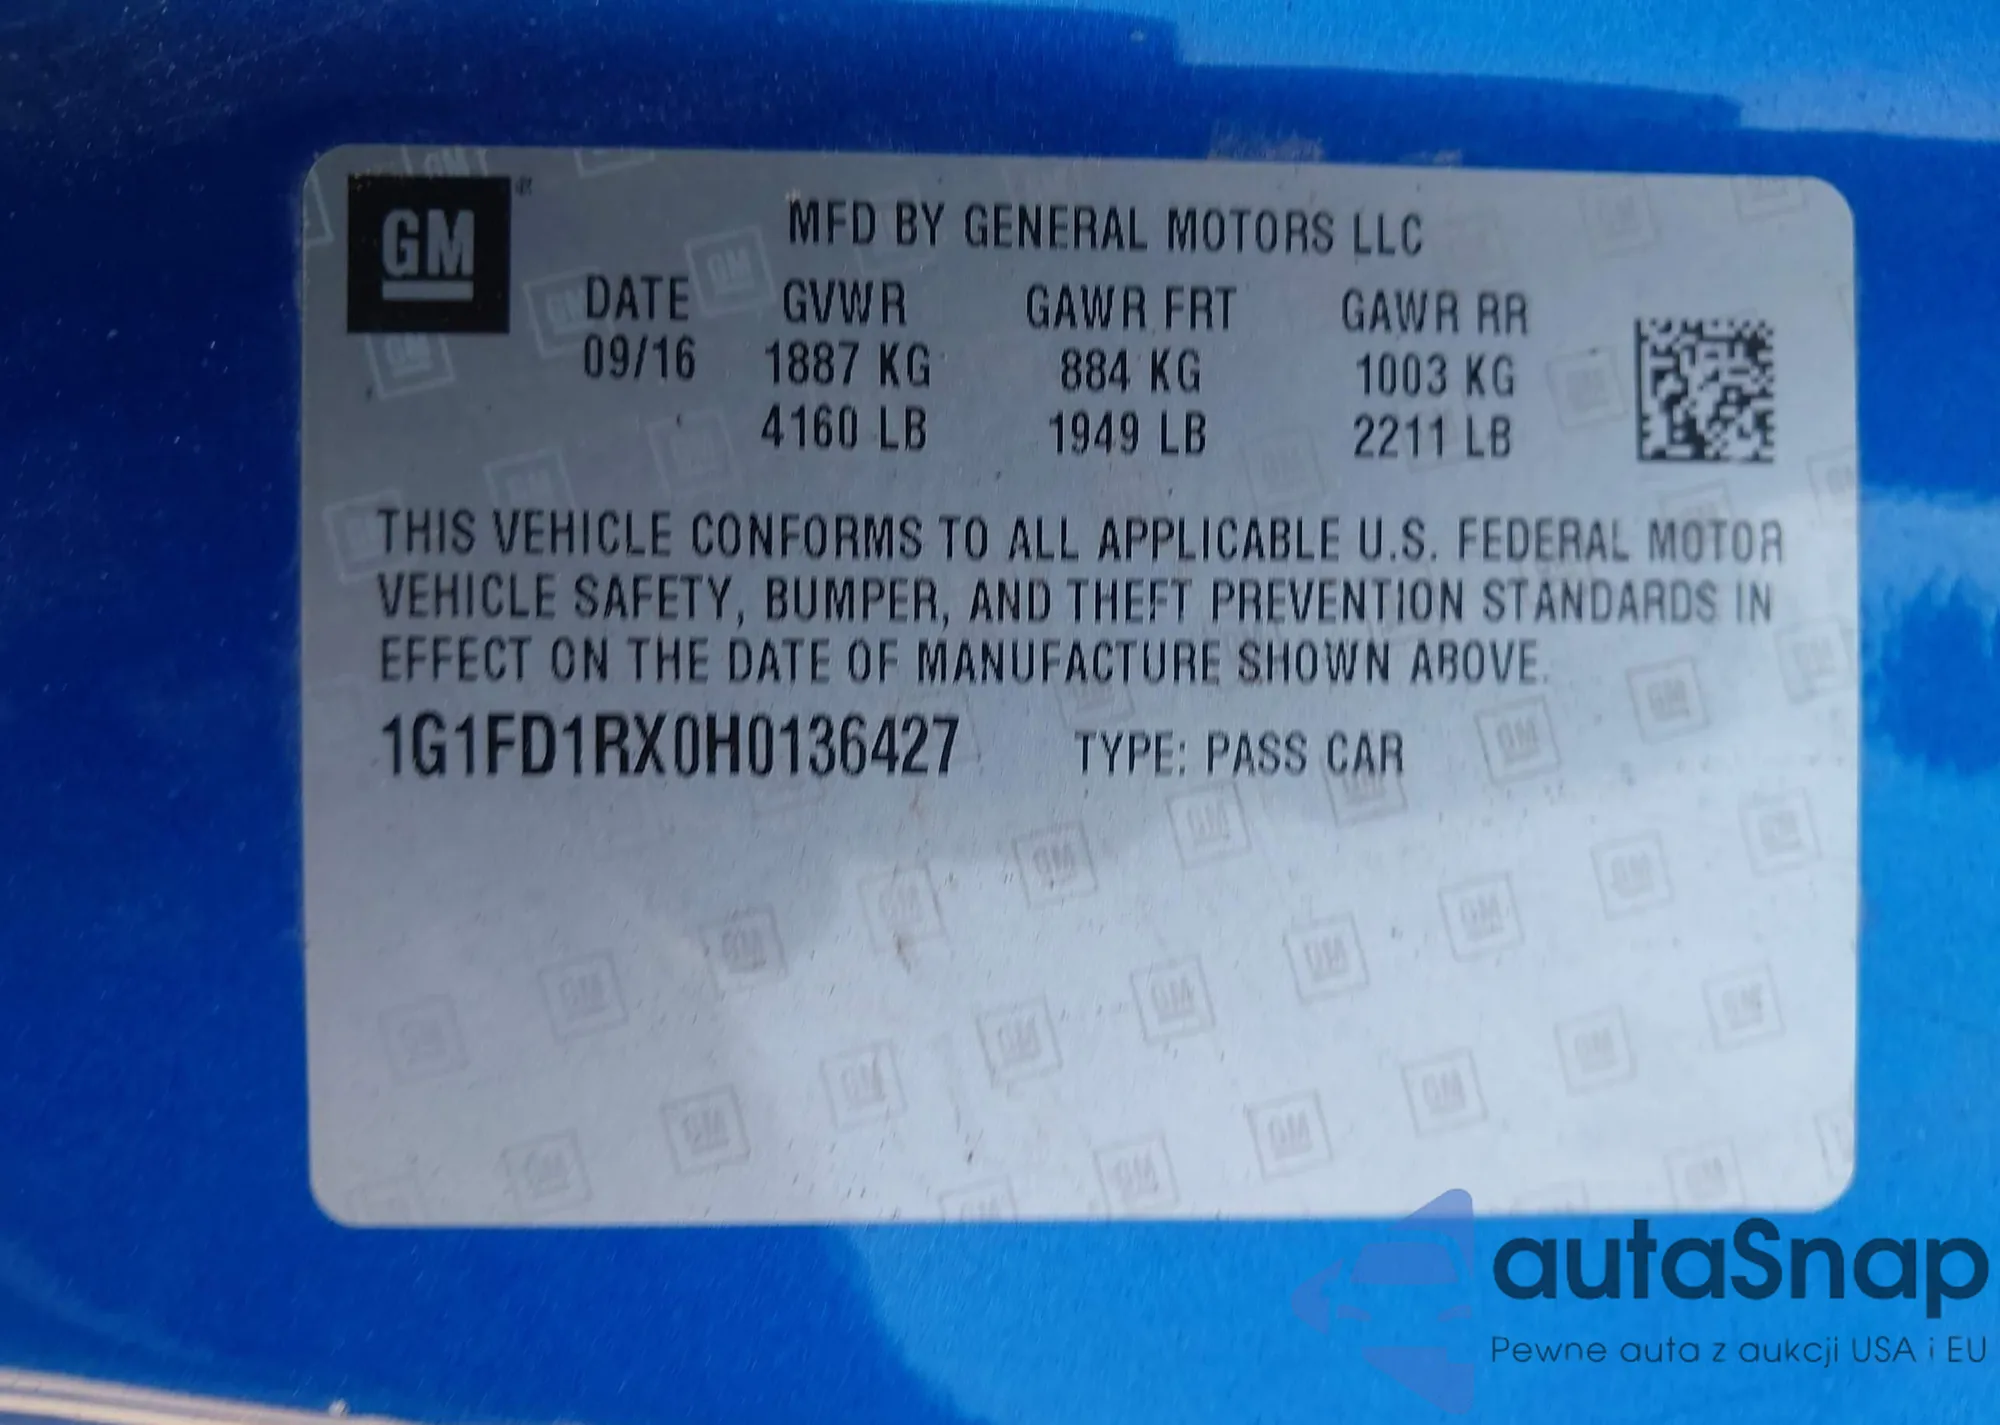 GM
MFD BY GENERAL MOTORS LLC
DATE GVWR GAWR FRT GAWR RR
09/16 1887 KG 884 KG 1003 KG
4160 LB 1949 LB 2211 LB
THIS VEHICLE CONFORMS TO ALL APPLICABLE U.S. FEDERAL MOTOR
VEHICLE SAFETY, BUMPER, AND THEFT PREVENTION STANDARDS IN
EFFECT ON THE DATE OF MANUFACTURE SHOWN ABOVE.
1G1FD1RX0H0136427 TYPE: PASS CAR
autaSnap
Pewne auta z aukcji USA i EU